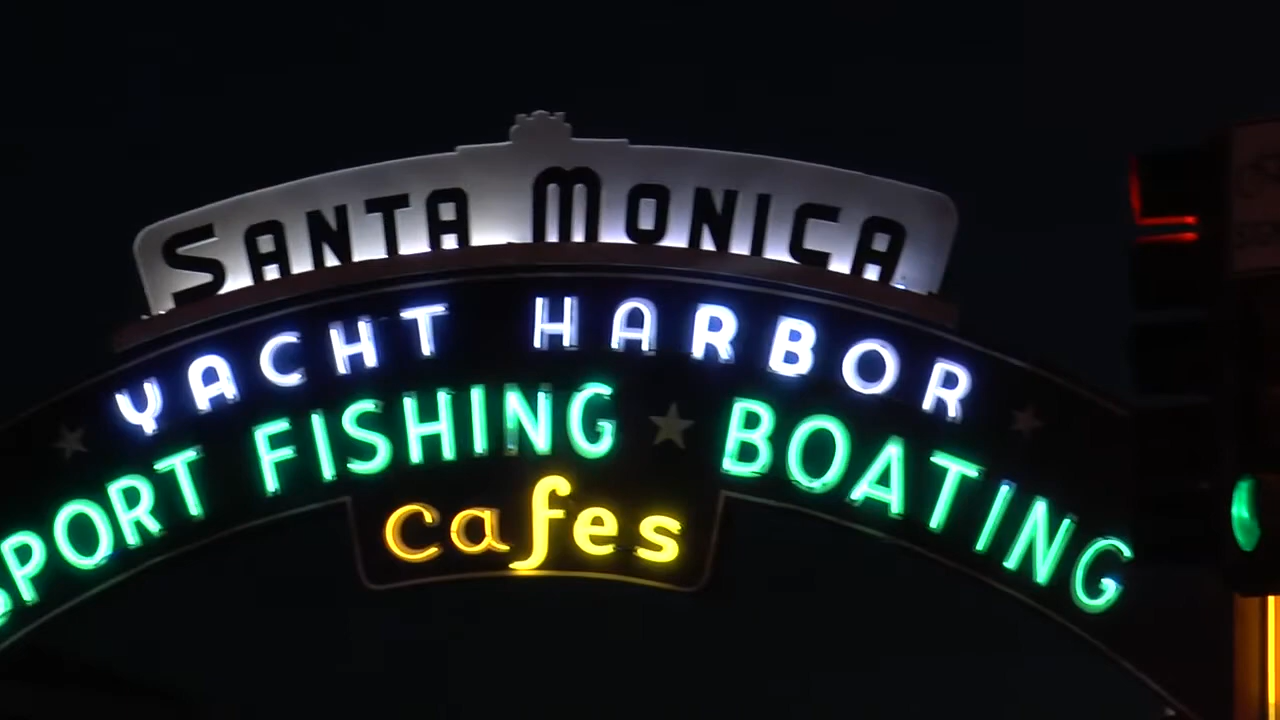 SANTA MONICA
YACHT HARBOR
SPORT FISHING ★ BOATING
Cafes